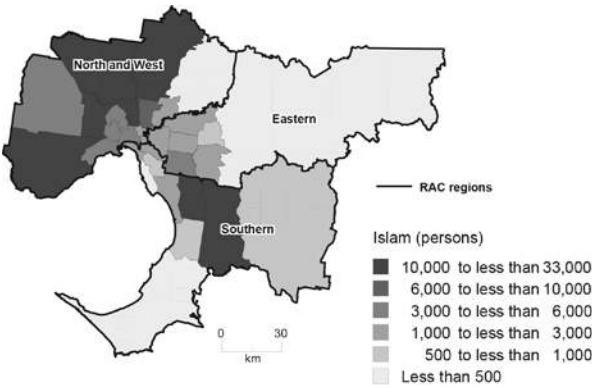 North and West
Eastern
RAC regions
Southern
Islam (persons)
10,000 to less than 33,000
6,000 to less than 10,000
3,000 to less than 6,000
1,000 to less than 3,000
500 to less than 1,000
Less than 500
0 30
km